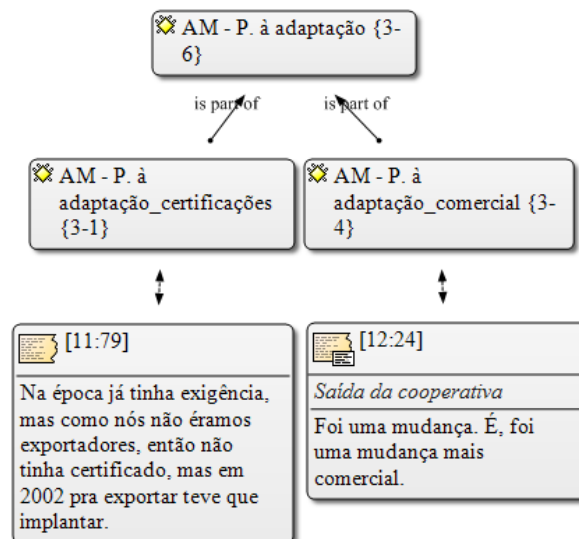 AM - P. à adaptação {3-
6}
is part of
is part of
AM - P. à
adaptação_certificações
{3-1}
AM - P. à
adaptação_comercial {3-
4}
[11:79]
Na época já tinha exigência,
mas como nós não éramos
exportadores, então não
tinha certificado, mas em
2002 pra exportar teve que
implantar.
[12:24]
Saída da cooperativa
Foi uma mudança. É, foi
uma mudança mais
comercial.